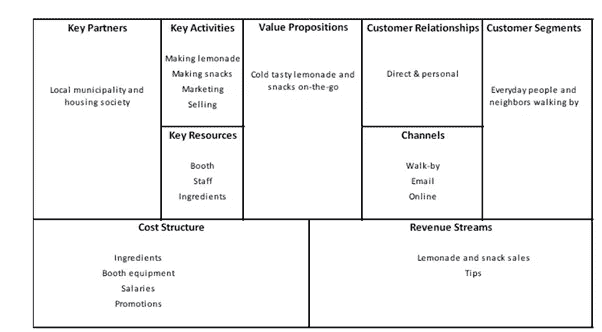 Key Partners
Local municipality and
housing society
Key Activities
Making lemonade
Making snacks
Marketing
Selling
Key Resources
Booth
Staff
Ingredients
Value Propositions
Cold tasty lemonade and
snacks on-the-go
Customer Relationships
Direct & personal
Channels
Walk-by
Email
Online
Customer Segments
Everyday people and
neighbors walking by
Cost Structure
Ingredients
Booth equipment
Salaries
Promotions
Revenue Streams
Lemonade and snack sales
Tips